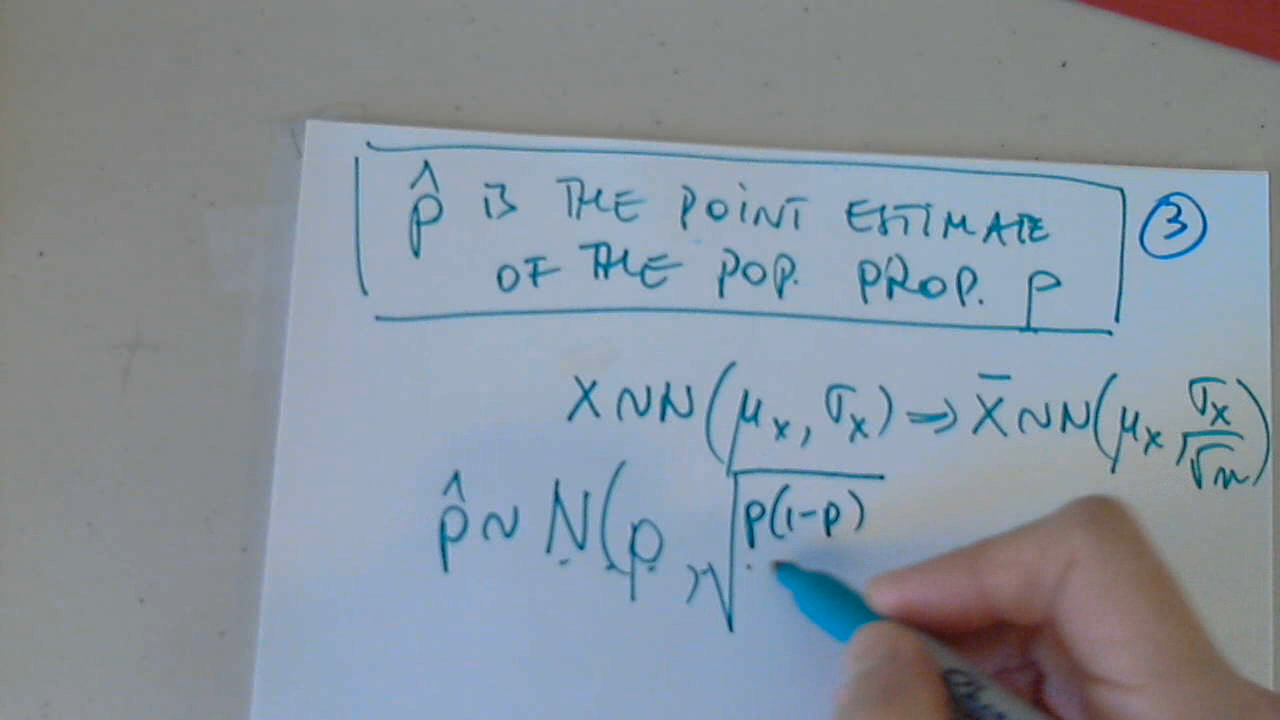 p̂ IS THE POINT ESTIMATE
OF THE POP. PROP. p
3
X ~ N(μₓ, σₓ) ⇒ X̄ ~ N(μₓ, σₓ/√n)
p̂ ~ N(p, √p(1-p)